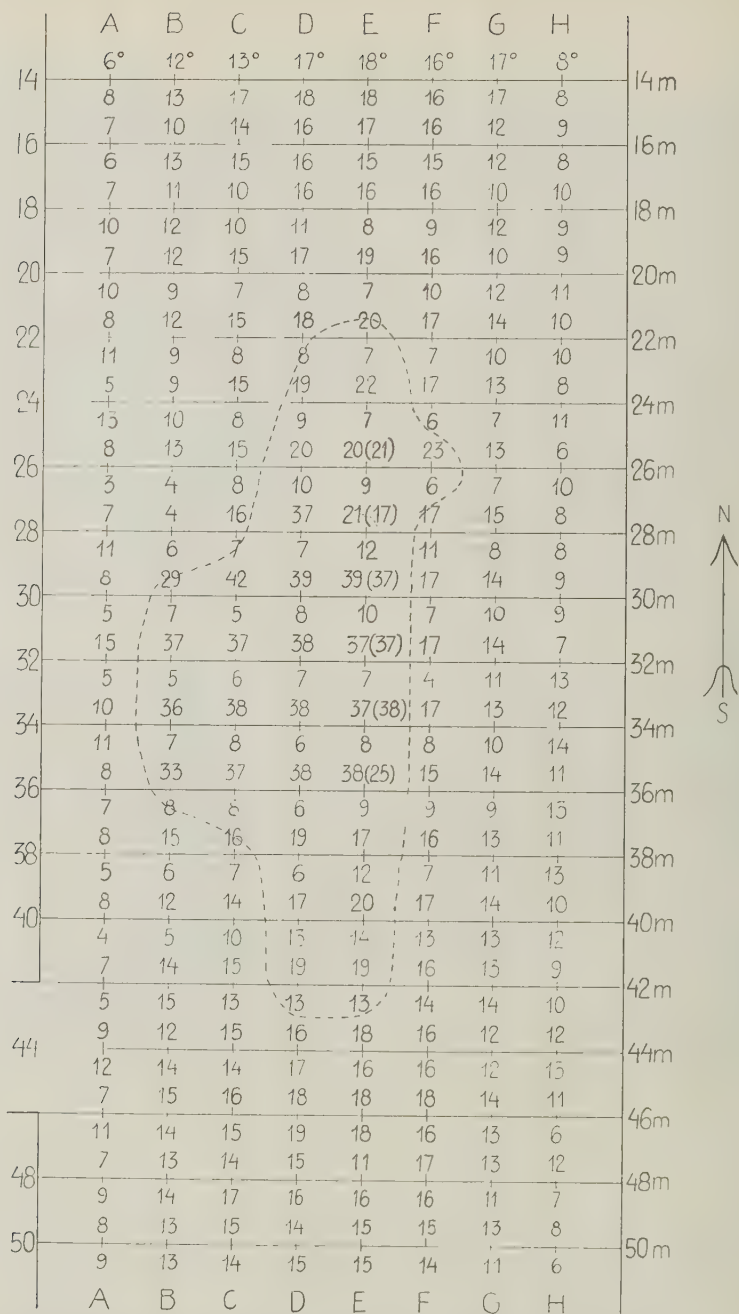 A B C D E F G H
6° 12° 13° 17° 18° 16° 17° 8°
14 14m
8 13 17 18 18 16 17 8
7 10 14 16 17 16 12 9
16 16m
6 13 15 16 15 15 12 8
7 11 10 16 16 16 10 10
18 18m
10 12 10 11 8 9 12 9
7 12 15 17 19 16 10 9
20 20m
10 9 7 8 7 10 12 11
8 12 15 18 20 17 14 10
22 22m
11 9 8 8 7 7 10 10
5 9 15 19 22 17 13 8
24 24m
13 10 8 9 7 6 7 11
8 13 15 20 20(21) 23 13 6
26 26m
3 4 8 10 9 6 7 10
7 4 16 37 21(17) 17 15 8
28 28m
11 6 7 7 12 11 8 8
8 29 42 39 39(37) 17 14 9
30 30m
5 7 5 8 10 7 10 9
15 37 37 38 37(37) 17 14 7
32 32m
5 5 6 7 7 4 11 13
10 36 38 38 37(38) 17 13 12
34 34m
11 7 8 6 8 8 10 14
8 33 37 38 38(25) 15 14 11
36 36m
7 8 8 6 9 9 9 13
8 15 16 19 17 16 13 11
38 38m
5 6 7 6 12 7 11 13
8 12 14 17 20 17 14 10
40 40m
4 5 10 13 14 13 13 12
7 14 15 19 19 16 13 9
42m
5 15 13 13 13 14 14 10
9 12 15 16 18 16 12 12
44 44m
12 14 14 17 16 16 12 13
7 15 16 18 18 18 14 11
46m
11 14 15 19 18 16 13 6
7 13 14 15 11 17 13 12
48 48m
9 14 17 16 16 16 11 7
8 13 15 14 15 15 13 8
50 50m
9 13 14 15 15 14 11 6
A B C D E F G H
N
S